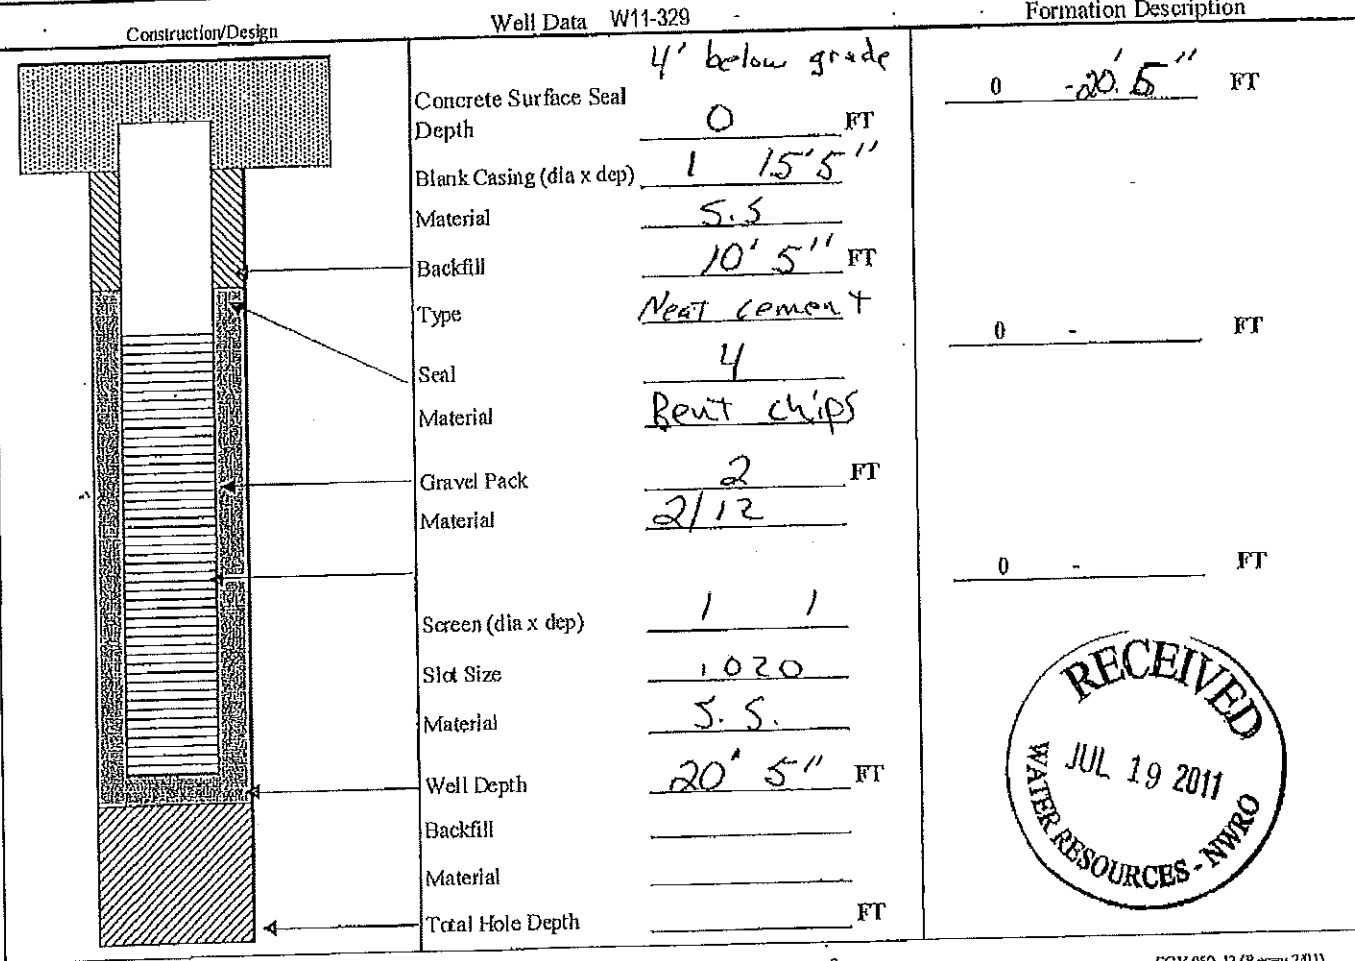 Construction/Design
Well Data W11-329
Formation Description
4' below grade
Concrete Surface Seal
Depth 0 FT
Blank Casing (dia x dep) 1 15'5"
Material S.S
Backfill 10' 5" FT
Type Neat cement
Seal 4
Material Bent chips
Gravel Pack 2 FT
Material 2/12
Screen (dia x dep) 1 1
Slot Size .020
Material S.S.
Well Depth 20' 5" FT
Backfill
Material
Total Hole Depth FT
0 -20' 5" FT
0 - FT
0 - FT
RECEIVED
JUL 19 2011
WATER RESOURCES - NWRO